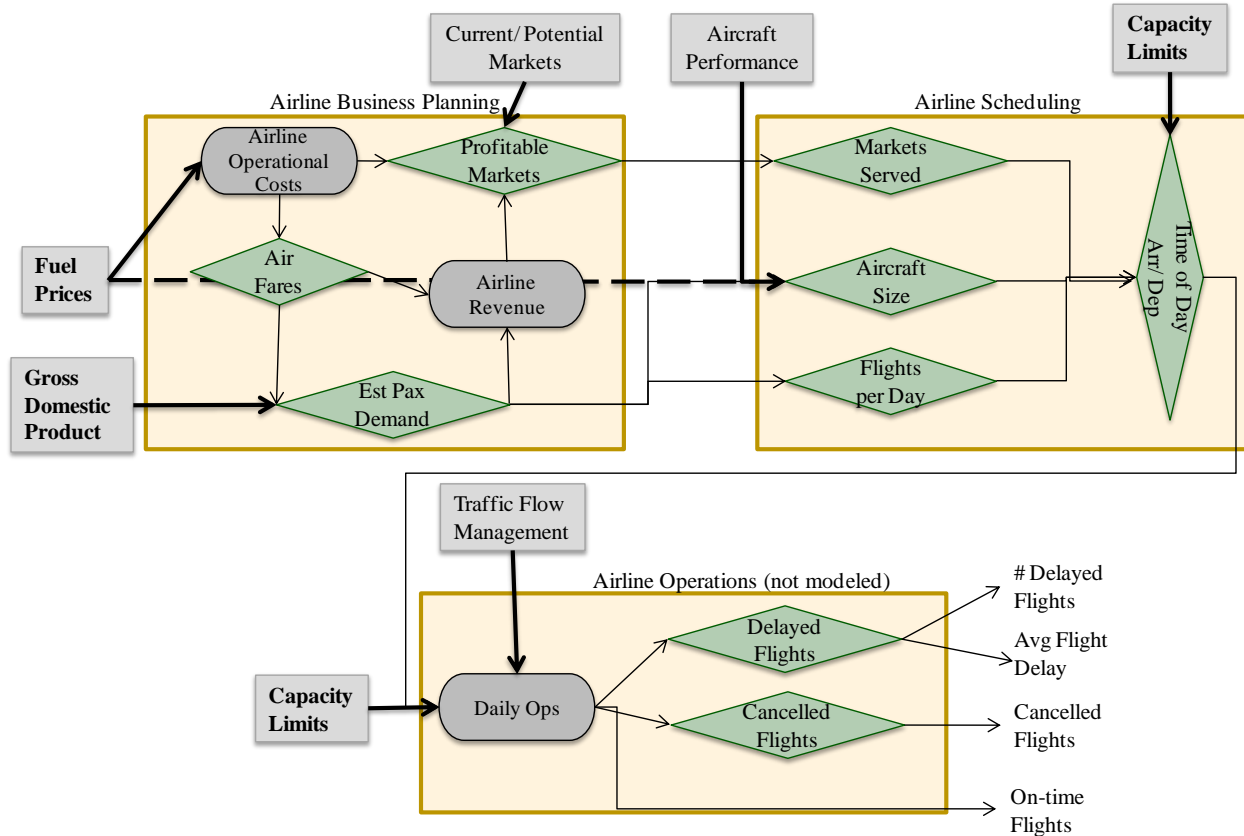 Current/ Potential
Markets
Aircraft
Performance
Capacity
Limits
Airline Business Planning
Airline Scheduling
Airline
Operational
Costs
Profitable
Markets
Markets
Served
Fuel
Prices
Air
Fares
Airline
Revenue
Aircraft
Size
Time of Day
Arr/ Dep
Gross
Domestic
Product
Est Pax
Demand
Flights
per Day
Traffic Flow
Management
Airline Operations (not modeled)
# Delayed
Flights
Delayed
Flights
Avg Flight
Delay
Capacity
Limits
Daily Ops
Cancelled
Flights
Cancelled
Flights
On-time
Flights